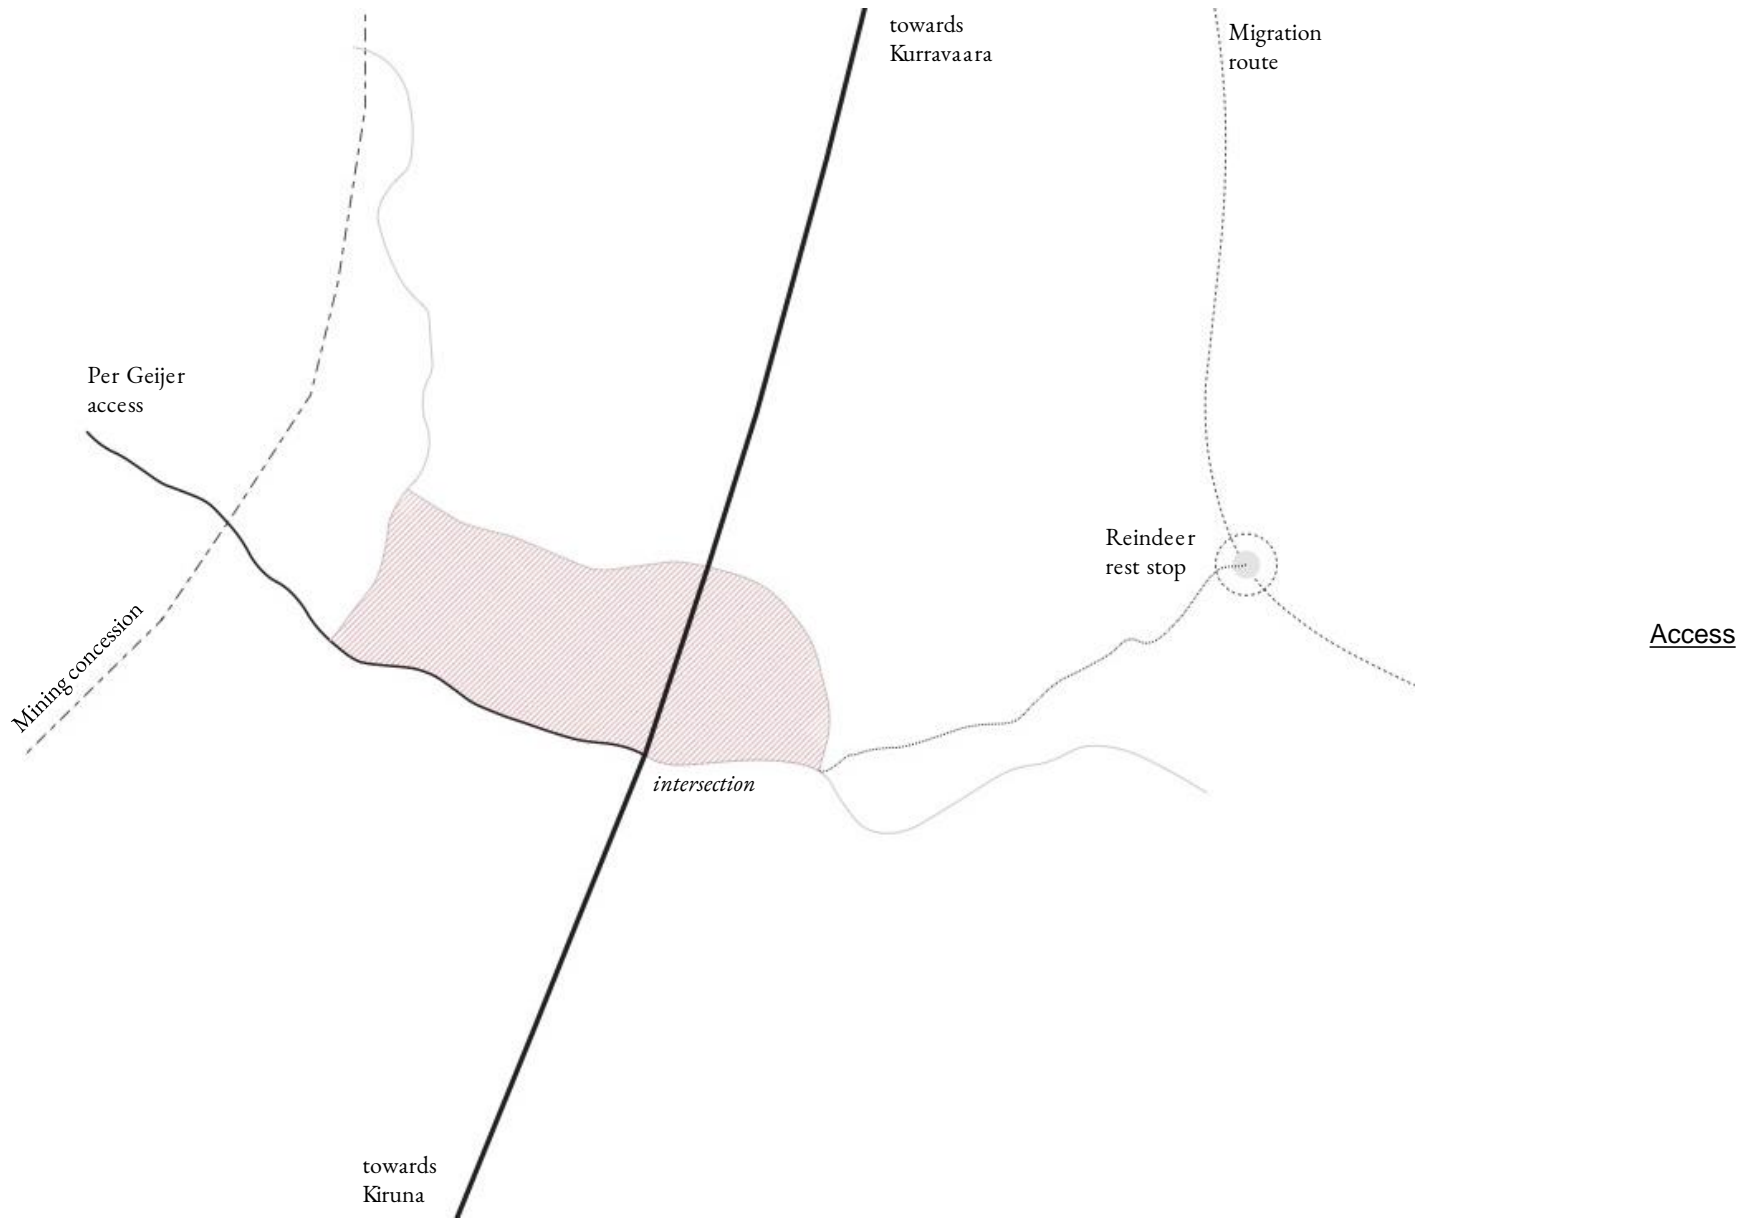 towards
Kurravaara
Migration
route
Per Geijer
access
Reindeer
rest stop
Mining concession
Access
intersection
towards
Kiruna